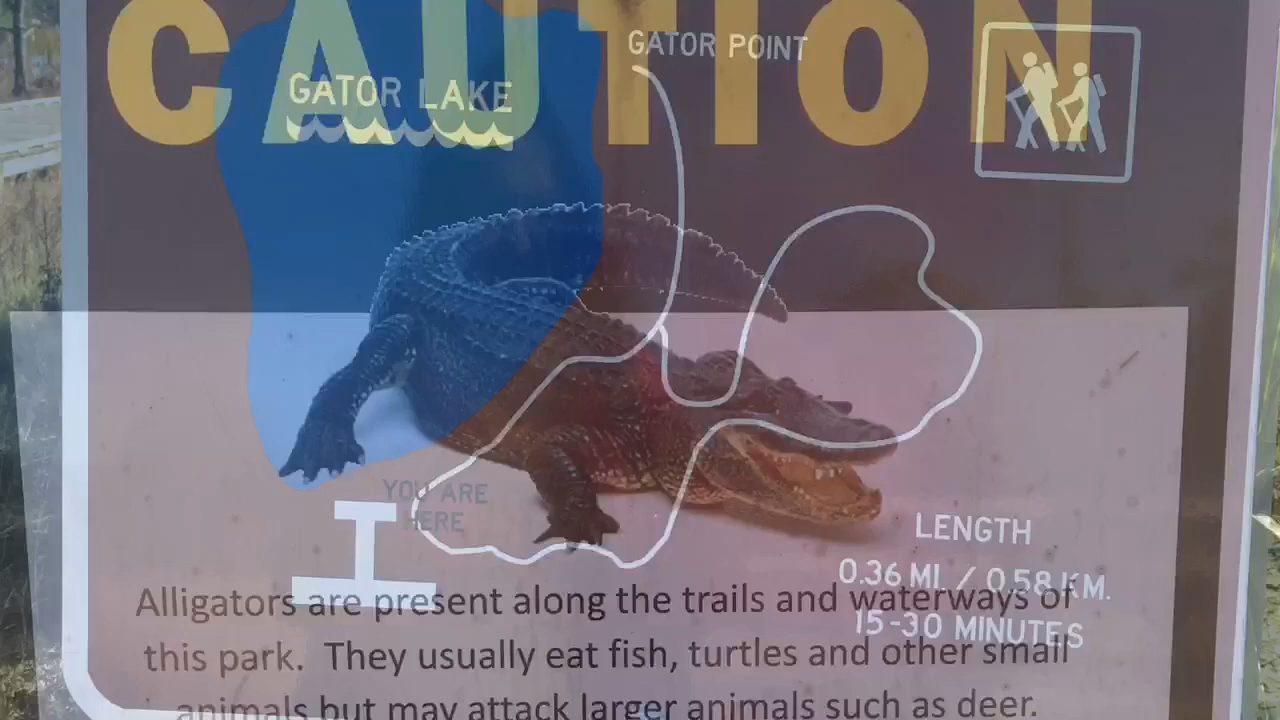 CAUTION
GATOR POINT
GATOR LAKE
YOU ARE
HERE
LENGTH
0.36 MI. / 0.58 KM.
15-30 MINUTES
Alligators are present along the trails and waterways of
this park. They usually eat fish, turtles and other small
animals but may attack larger animals such as deer.